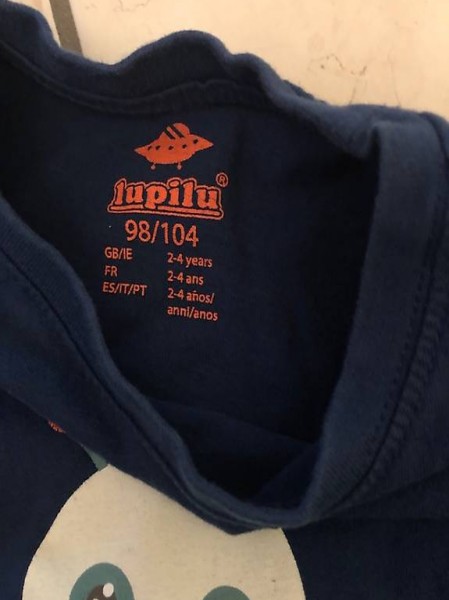 lupilu®
98/104
GB/IE 2-4 years
FR 2-4 ans
ES/IT/PT 2-4 años/
anni/anos